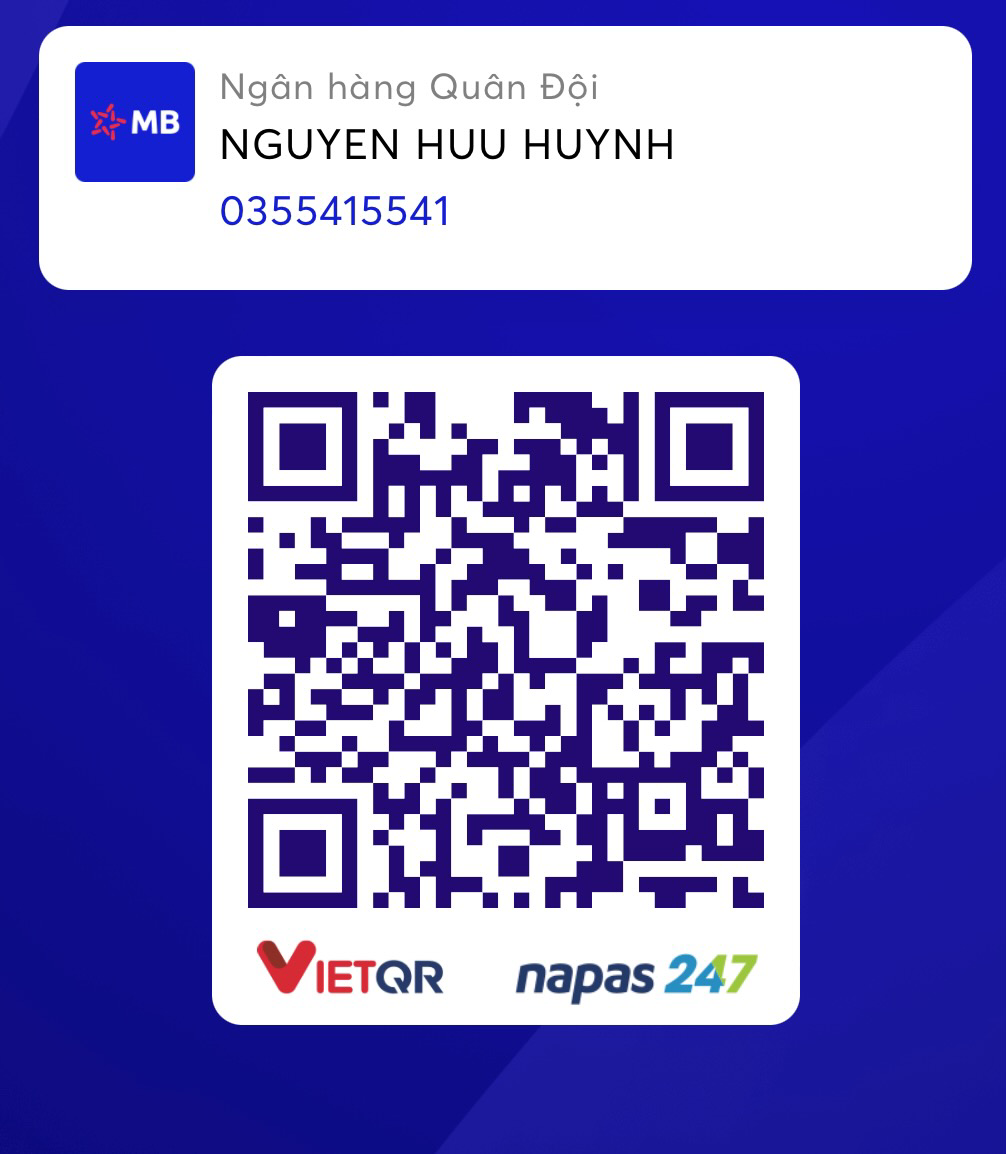 MB
Ngân hàng Quân Đội
NGUYEN HUU HUYNH
0355415541
VIETQR
napas 247